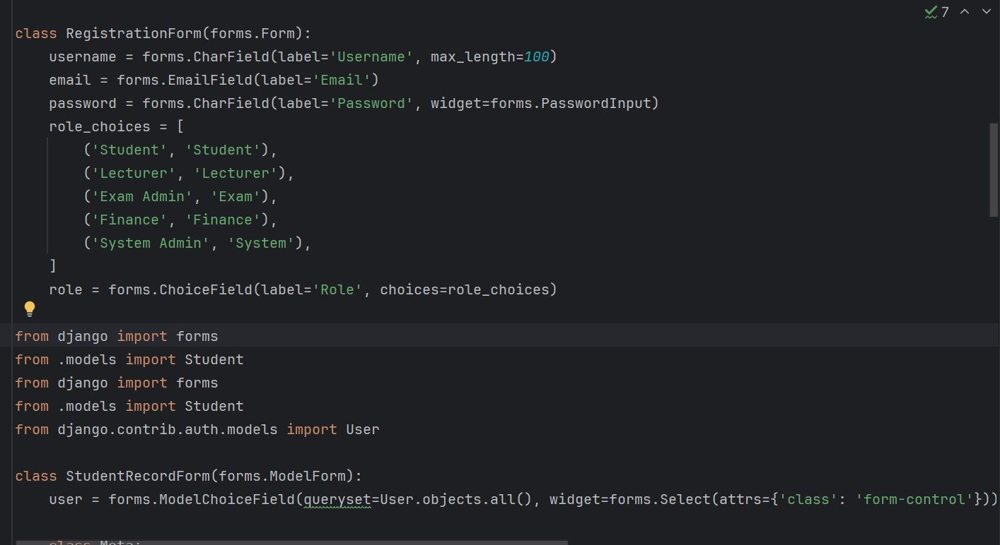 7
class RegistrationForm(forms.Form):
    username = forms.CharField(label='Username', max_length=100)
    email = forms.EmailField(label='Email')
    password = forms.CharField(label='Password', widget=forms.PasswordInput)
    role_choices = [
        ('Student', 'Student'),
        ('Lecturer', 'Lecturer'),
        ('Exam Admin', 'Exam'),
        ('Finance', 'Finance'),
        ('System Admin', 'System'),
    ]
    role = forms.ChoiceField(label='Role', choices=role_choices)
from django import forms
from .models import Student
from django import forms
from .models import Student
from django.contrib.auth.models import User
class StudentRecordForm(forms.ModelForm):
    user = forms.ModelChoiceField(queryset=User.objects.all(), widget=forms.Select(attrs={'class': 'form-control'}))
    class Meta: